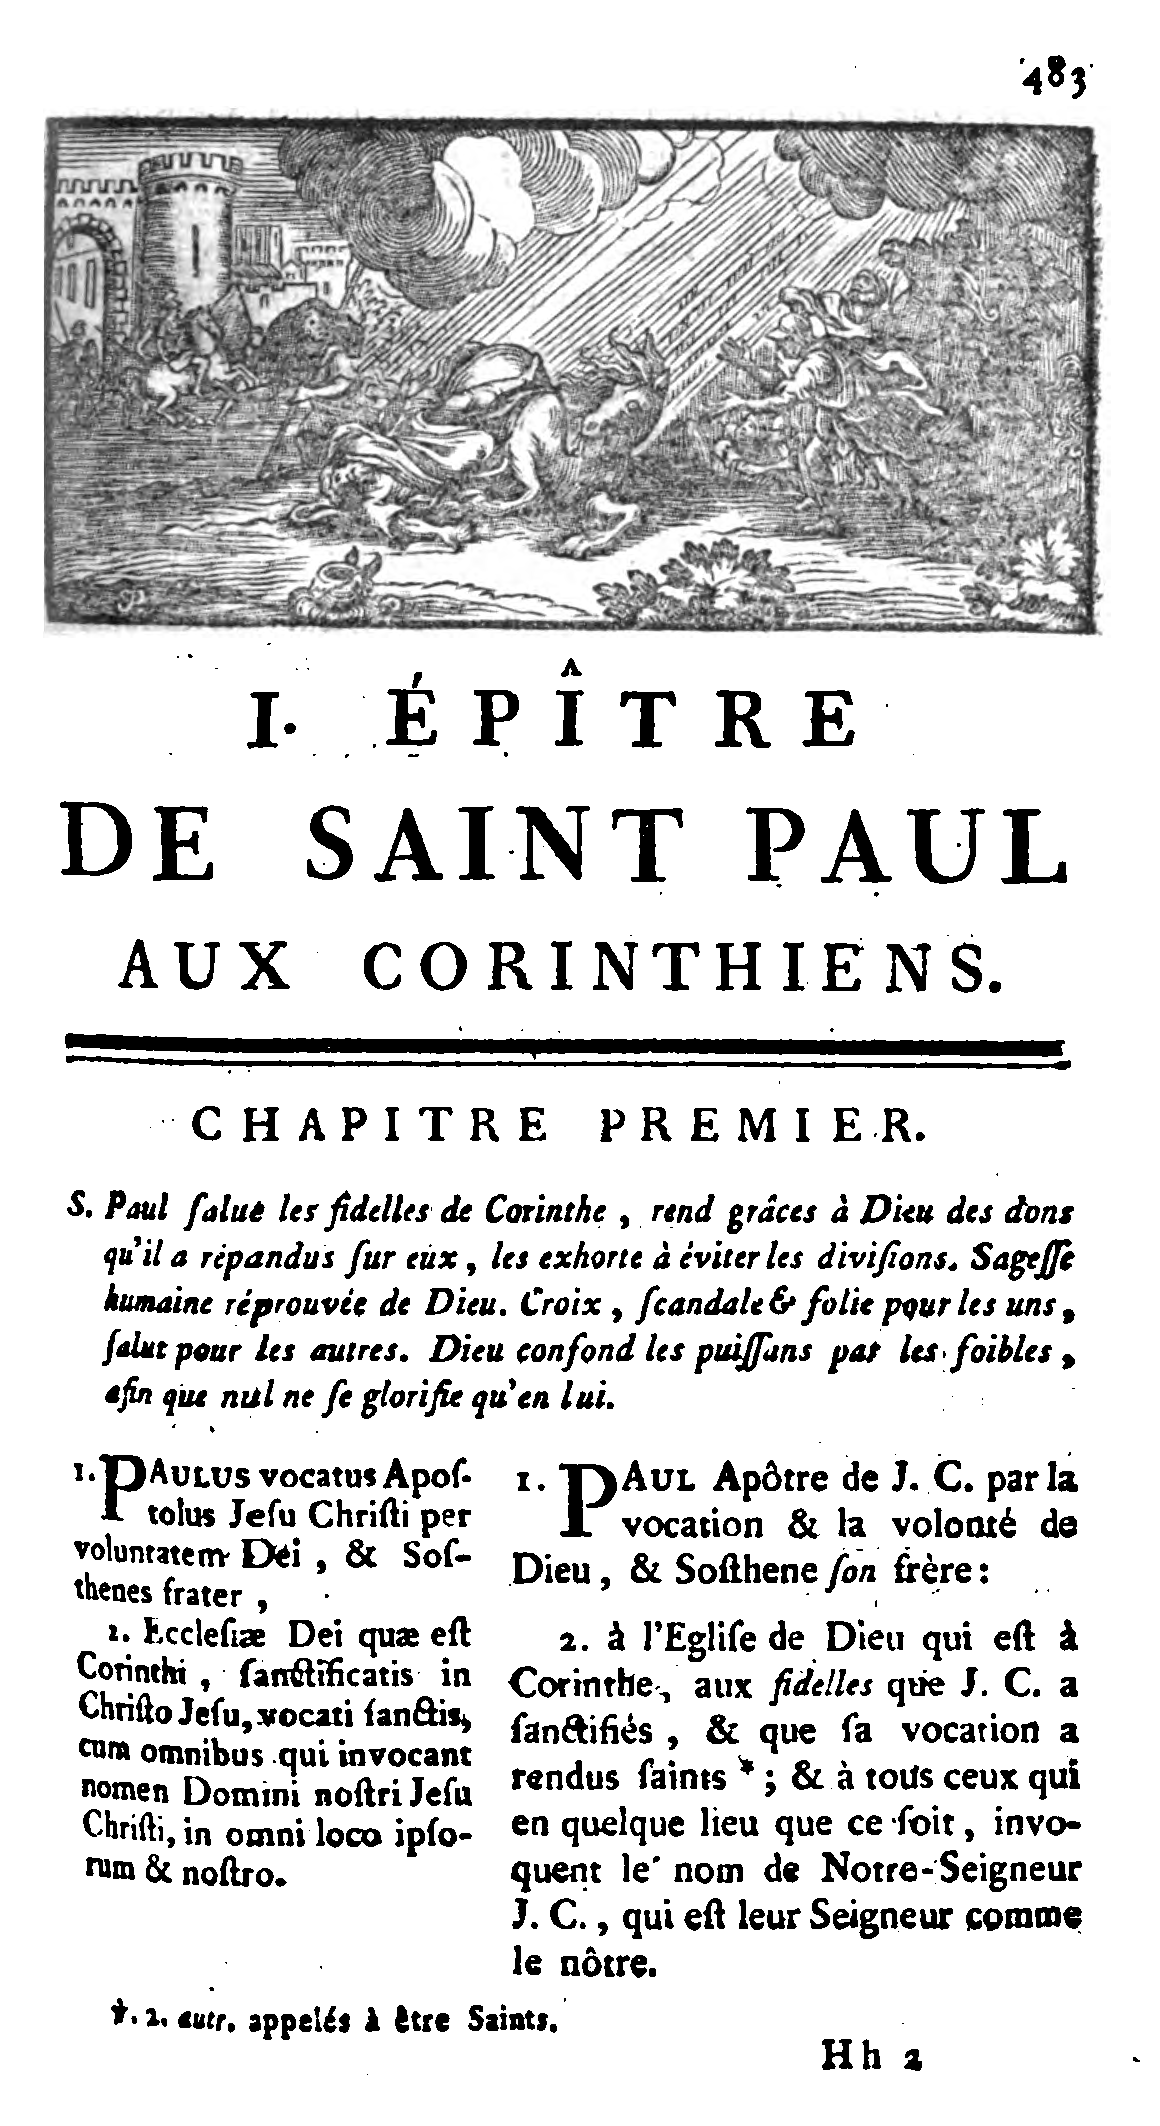 483
I. ÉPÎTRE
DE SAINT PAUL
AUX CORINTHIENS.
CHAPITRE PREMIER.
S. Paul ſalue les fidelles de Corinthe, rend grâces à Dieu des dons
qu'il a répandus ſur eux, les exhorte à éviter les diviſions. Sageſſe
humaine réprouvée de Dieu. Croix, ſcandale & folie pour les uns,
ſalut pour les autres. Dieu confond les puiſſans par les foibles,
afin que nul ne ſe glorifie qu'en lui.
1. PAULUS vocatus Apoſ-
tolus Jeſu Chriſti per
voluntatem Dei, & Soſ-
thenes frater,
2. Eccleſiæ Dei quæ eſt
Corinthi, ſanctificatis in
Chriſto Jeſu, vocati ſanctis,
cum omnibus qui invocant
nomen Domini noſtri Jeſu
Chriſti, in omni loco ipſo-
rum & noſtro.
1. PAUL Apôtre de J. C. par la
vocation & la volonté de
Dieu, & Soſthene ſon frère:
2. à l'Egliſe de Dieu qui eſt à
Corinthe, aux fidelles que J. C. a
ſanctifiés, & que ſa vocation a
rendus ſaints *; & à tous ceux qui
en quelque lieu que ce ſoit, invo-
quent le nom de Notre-Seigneur
J. C., qui eſt leur Seigneur comme
le nôtre.
℣. 2. autr. appelés à être Saints.
Hh 2